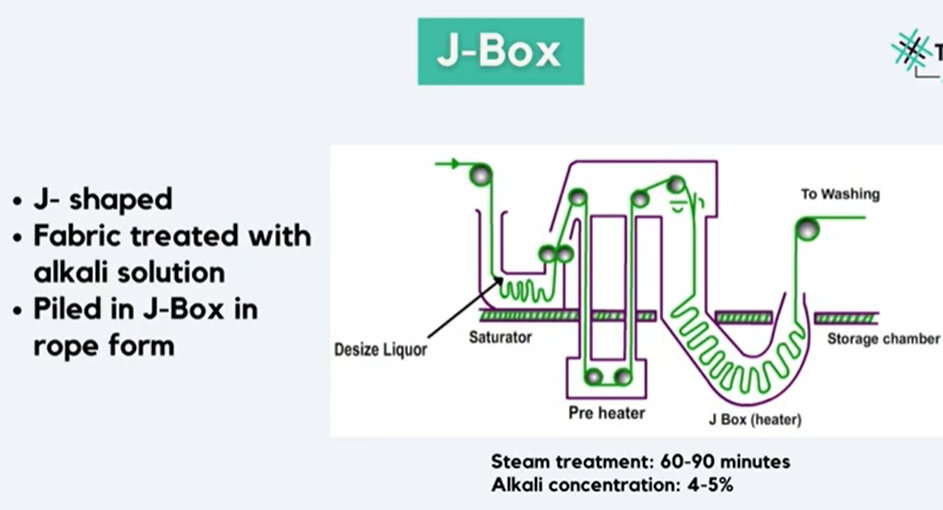 J-Box
T
• J- shaped
• Fabric treated with
alkali solution
• Piled in J-Box in
rope form
To Washing
Desize Liquor
Saturator
Storage chamber
Pre heater
J Box (heater)
Steam treatment: 60-90 minutes
Alkali concentration: 4-5%